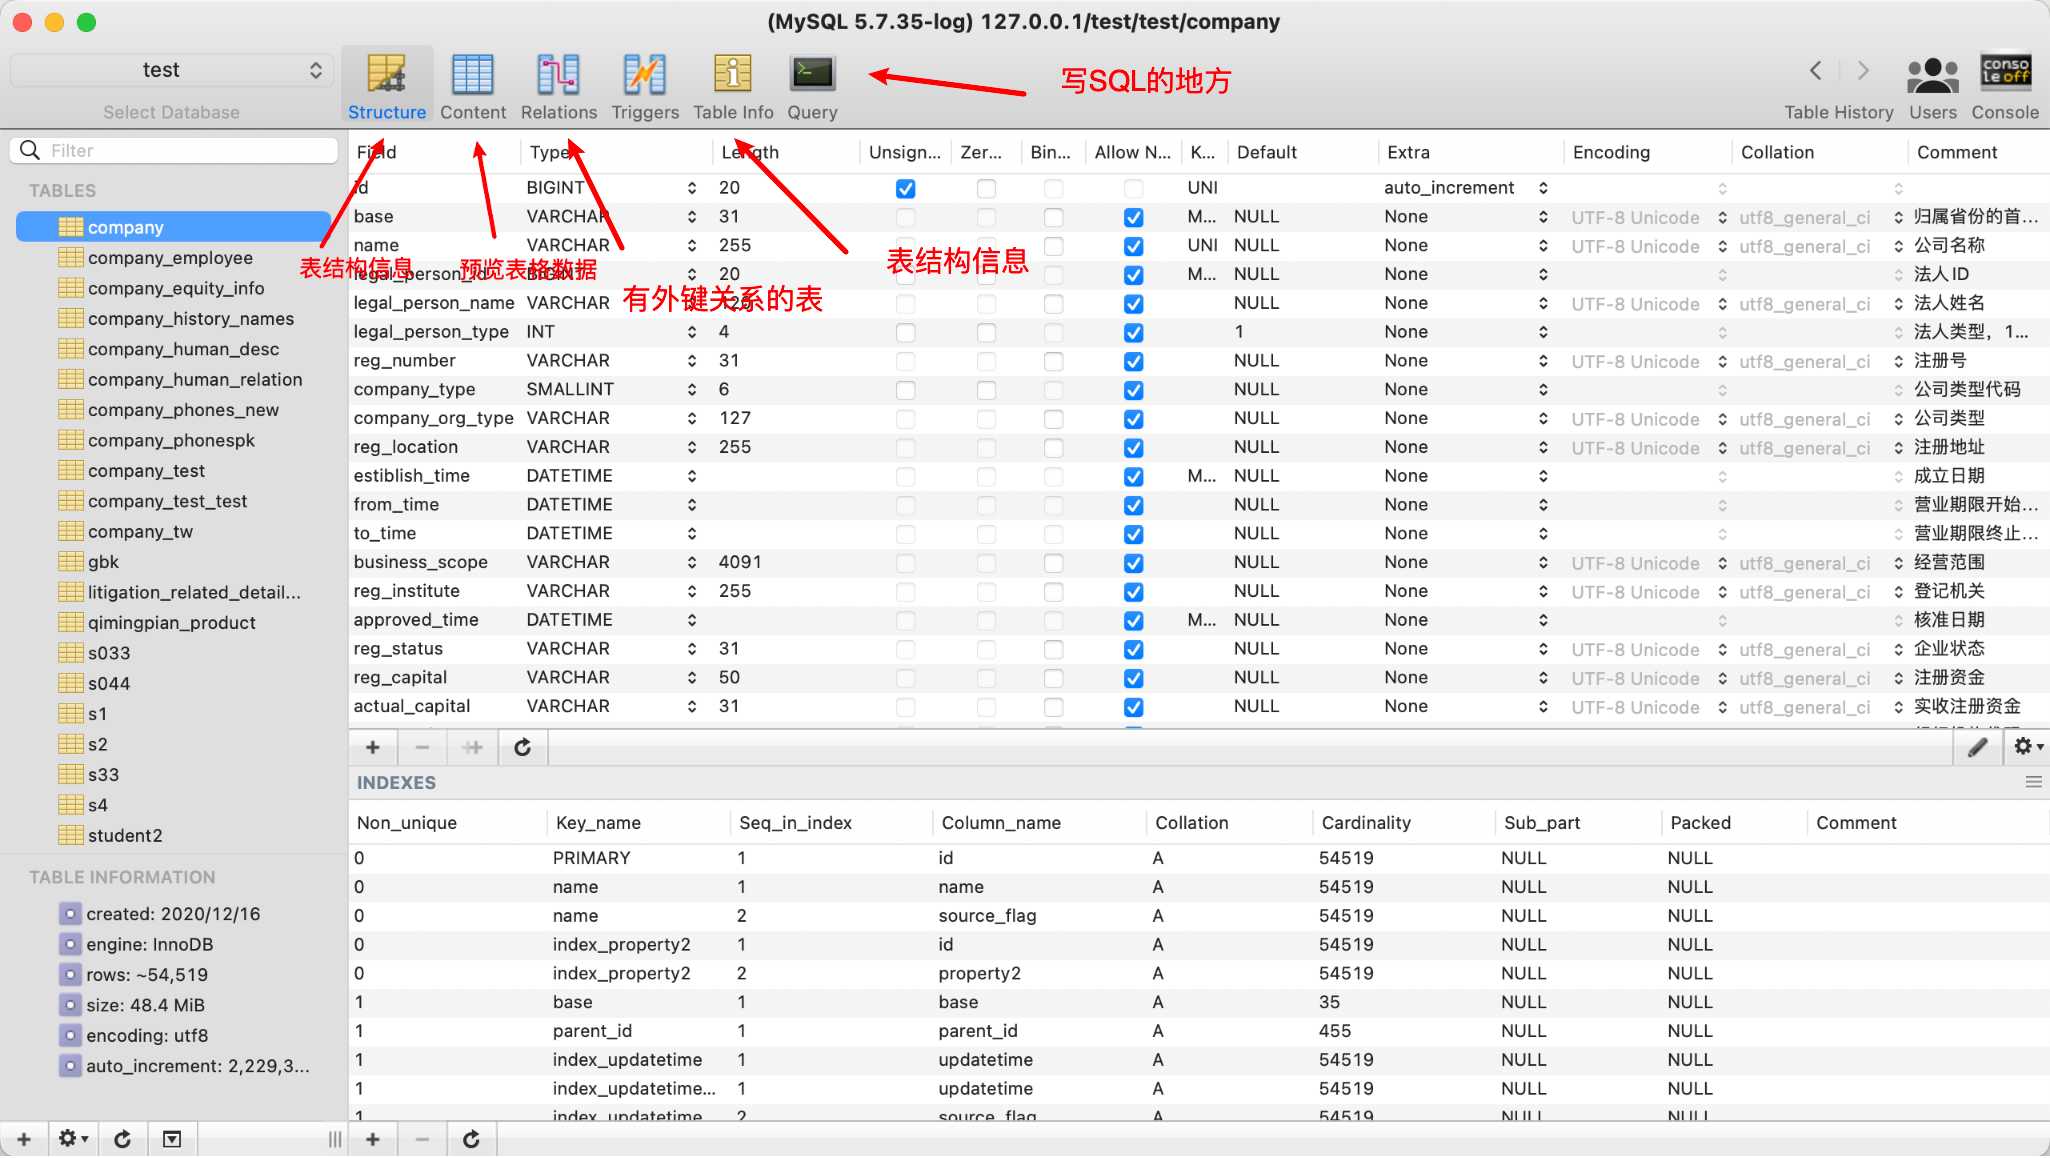 (MySQL 5.7.35-log) 127.0.0.1/test/test/company
test
Select Database
Structure Content Relations Triggers Table Info Query
写SQL的地方
Table History Users Console
conso
le off
Filter
TABLES
company
company_employee
company_equity_info
company_history_names
company_human_desc
company_human_relation
company_phones_new
company_phonespk
company_test
company_test_test
company_tw
gbk
litigation_related_detail...
qimingpian_product
s033
s044
s1
s2
s33
s4
student2
TABLE INFORMATION
created: 2020/12/16
engine: InnoDB
rows: ~54,519
size: 48.4 MiB
encoding: utf8
auto_increment: 2,229,3...
Field Type Length Unsign... Zer... Bin... Allow N... K... Default Extra Encoding Collation Comment
id BIGINT 20 UNI auto_increment
base VARCHAR 31 M... NULL None UTF-8 Unicode utf8_general_ci 归属省份的首...
name VARCHAR 255 UNI NULL None UTF-8 Unicode utf8_general_ci 公司名称
legal_person_id BIGINT 20 M... NULL None 法人ID
legal_person_name VARCHAR 120 NULL None UTF-8 Unicode utf8_general_ci 法人姓名
legal_person_type INT 4 1 None 法人类型，1...
reg_number VARCHAR 31 NULL None UTF-8 Unicode utf8_general_ci 注册号
company_type SMALLINT 6 NULL None 公司类型代码
company_org_type VARCHAR 127 NULL None UTF-8 Unicode utf8_general_ci 公司类型
reg_location VARCHAR 255 NULL None UTF-8 Unicode utf8_general_ci 注册地址
estiblish_time DATETIME M... NULL None 成立日期
from_time DATETIME NULL None 营业期限开始...
to_time DATETIME NULL None 营业期限终止...
business_scope VARCHAR 4091 NULL None UTF-8 Unicode utf8_general_ci 经营范围
reg_institute VARCHAR 255 NULL None UTF-8 Unicode utf8_general_ci 登记机关
approved_time DATETIME M... NULL None 核准日期
reg_status VARCHAR 31 NULL None UTF-8 Unicode utf8_general_ci 企业状态
reg_capital VARCHAR 50 NULL None UTF-8 Unicode utf8_general_ci 注册资金
actual_capital VARCHAR 31 NULL None UTF-8 Unicode utf8_general_ci 实收注册资金
表结构信息
预览表格数据
有外键关系的表
表结构信息
INDEXES
Non_unique Key_name Seq_in_index Column_name Collation Cardinality Sub_part Packed Comment
0 PRIMARY 1 id A 54519 NULL NULL
0 name 1 name A 54519 NULL NULL
0 name 2 source_flag A 54519 NULL NULL
0 index_property2 1 id A 54519 NULL NULL
0 index_property2 2 property2 A 54519 NULL NULL
1 base 1 base A 35 NULL NULL
1 parent_id 1 parent_id A 455 NULL NULL
1 index_updatetime 1 updatetime A 54519 NULL NULL
1 index_updatetime... 1 updatetime A 54519 NULL NULL
1 index_updatetime 2 source_flag A 54519 NULL NULL